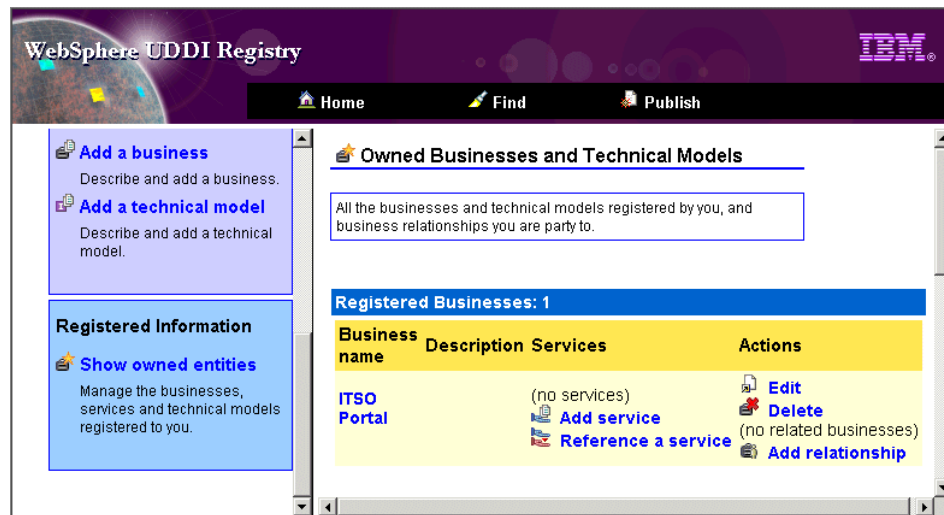 WebSphere UDDI Registry
IBM®
Home Find Publish
Add a business
Describe and add a business.
Add a technical model
Describe and add a technical
model.
Registered Information
Show owned entities
Manage the businesses,
services and technical models
registered to you.
Owned Businesses and Technical Models
All the businesses and technical models registered by you, and
business relationships you are party to.
Registered Businesses: 1
Business
name
Description Services Actions
ITSO
Portal
(no services)
Add service
Reference a service
Edit
Delete
(no related businesses)
Add relationship